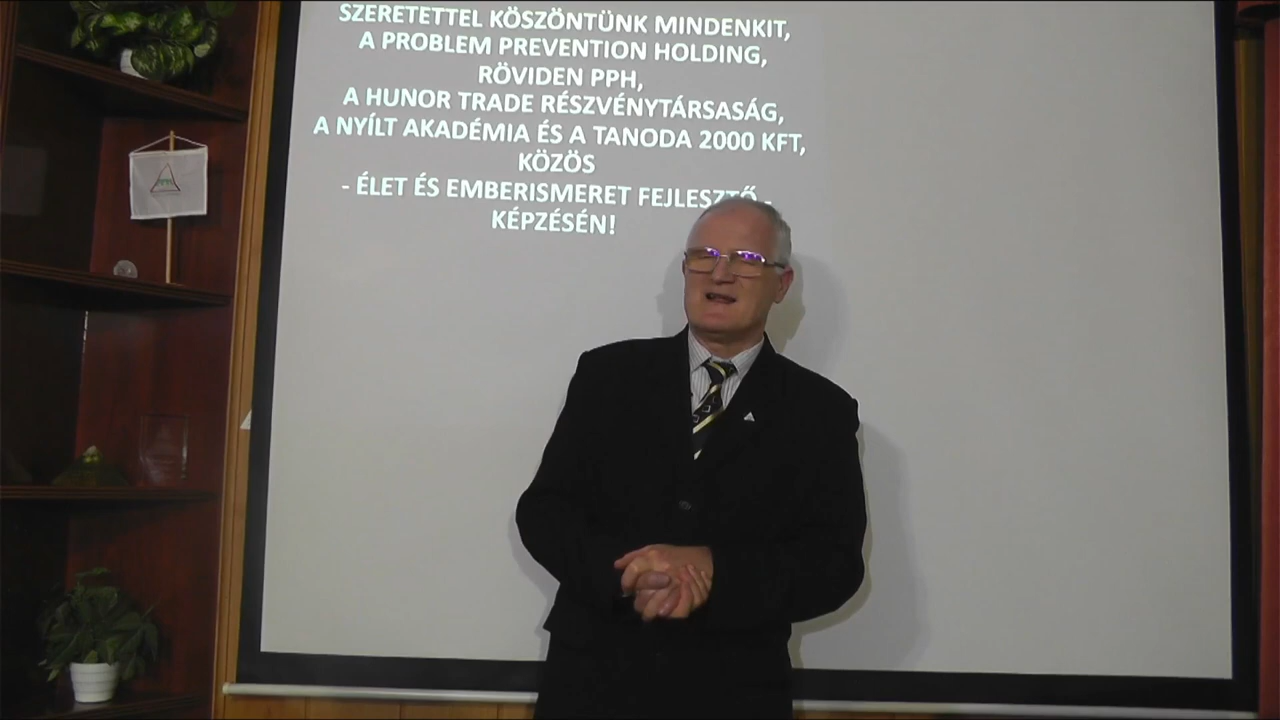 SZERETETTEL KÖSZÖNTÜNK MINDENKIT,
A PROBLEM PREVENTION HOLDING,
RÖVIDEN PPH,
A HUNOR TRADE RÉSZVÉNYTÁRSASÁG,
A NYÍLT AKADÉMIA ÉS A TANODA 2000 KFT,
KÖZÖS
- ÉLET ÉS EMBERISMERET FEJLESZTŐ -
KÉPZÉSÉN!